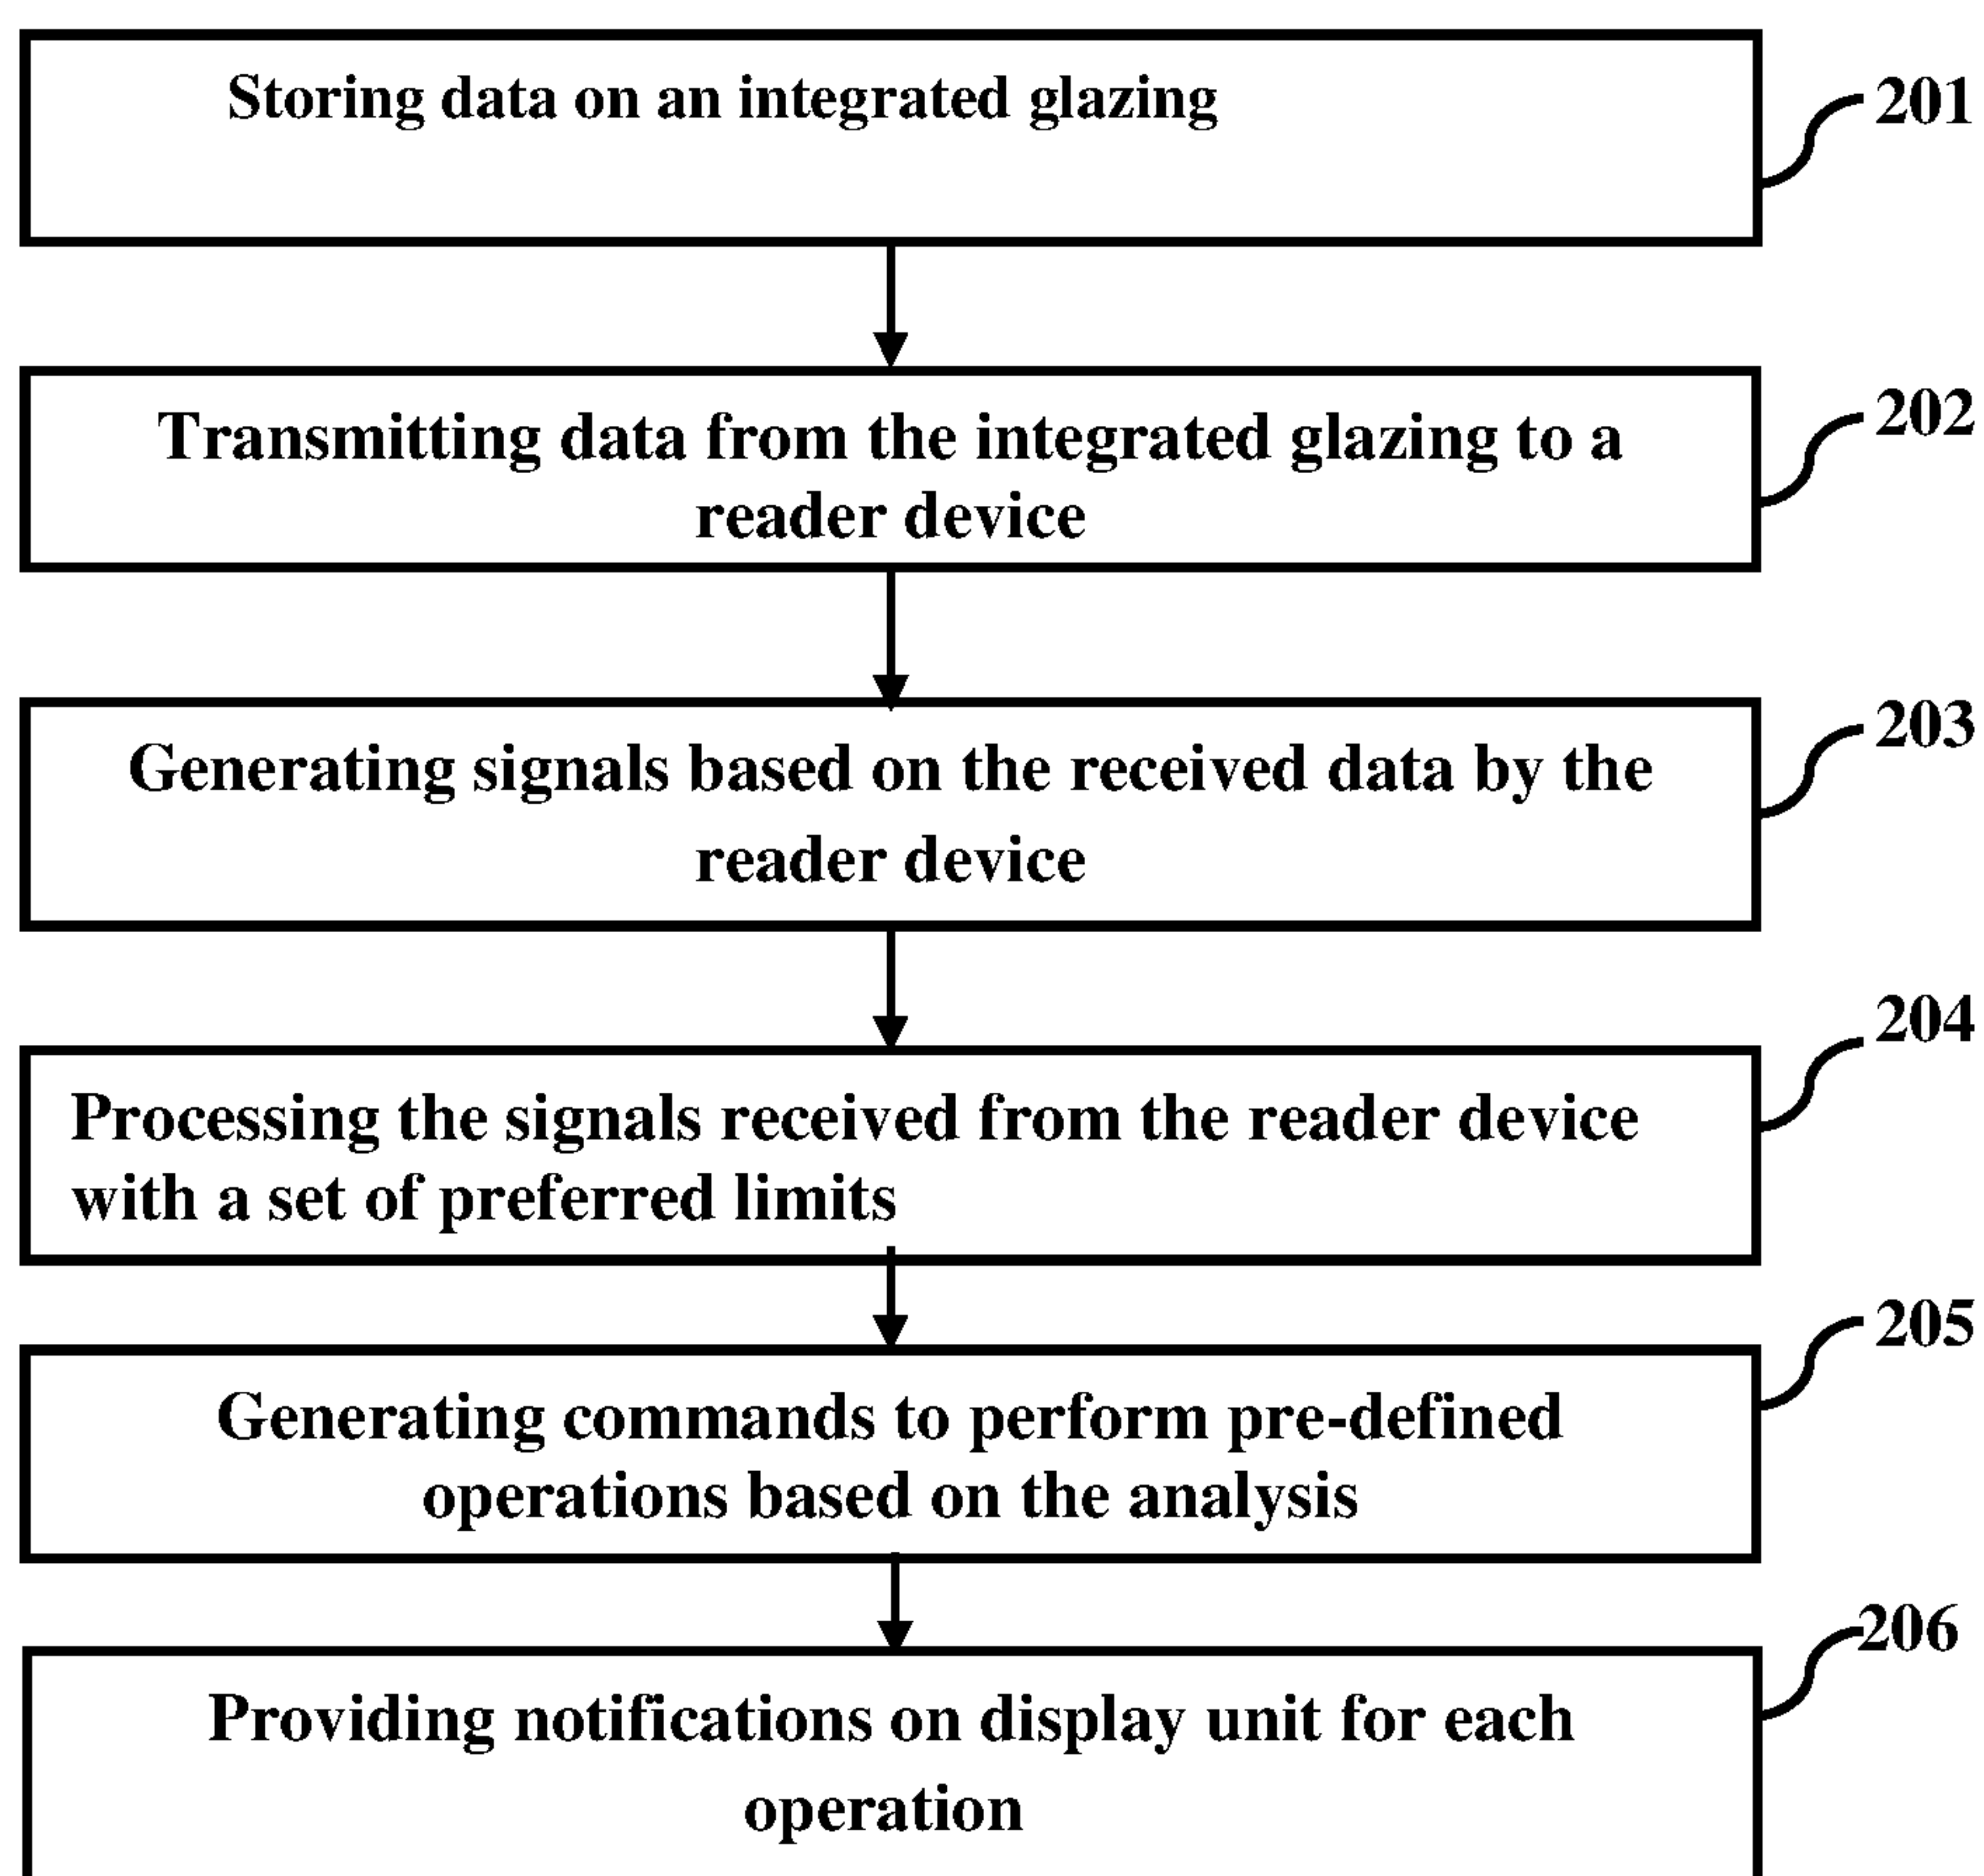 Storing data on an integrated glazing
201
Transmitting data from the integrated glazing to a
reader device
202
Generating signals based on the received data by the
reader device
203
Processing the signals received from the reader device
with a set of preferred limits
204
Generating commands to perform pre-defined
operations based on the analysis
205
Providing notifications on display unit for each
operation
206